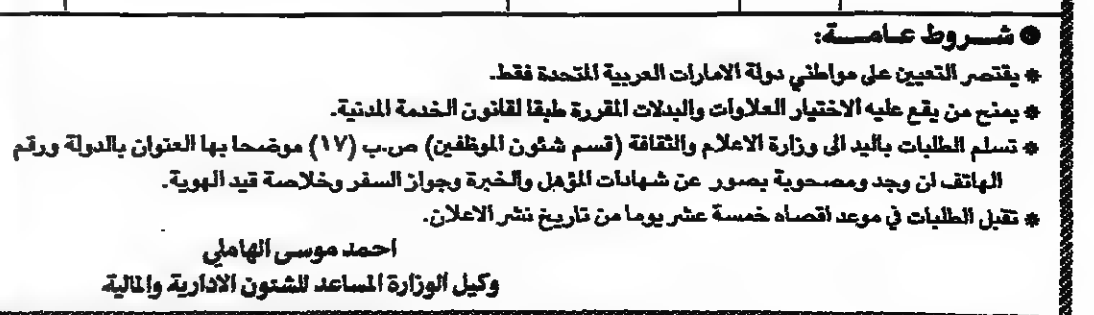 ● شــروط عـامــة:
* يقتصر التعيين على مواطني دولة الامارات العربية المتحدة فقط.
* يمنح من يقع عليه الاختيار العلاوات والبدلات المقررة طبقا لقانون الخدمة المدنية.
* تسلم الطلبات باليد الى وزارة الاعلام والثقافة (قسم شئون الموظفين) ص.ب (١٧) موضحا بها العنوان بالدولة ورقم
الهاتف ان وجد ومصحوبة بصور عن شهادات المؤهل والخبرة وجواز السفر وخلاصة قيد الهوية.
* تقبل الطلبات في موعد اقصاه خمسة عشر يوما من تاريخ نشر الاعلان.
احمد موسى الهاملي
وكيل الوزارة المساعد للشئون الادارية والمالية